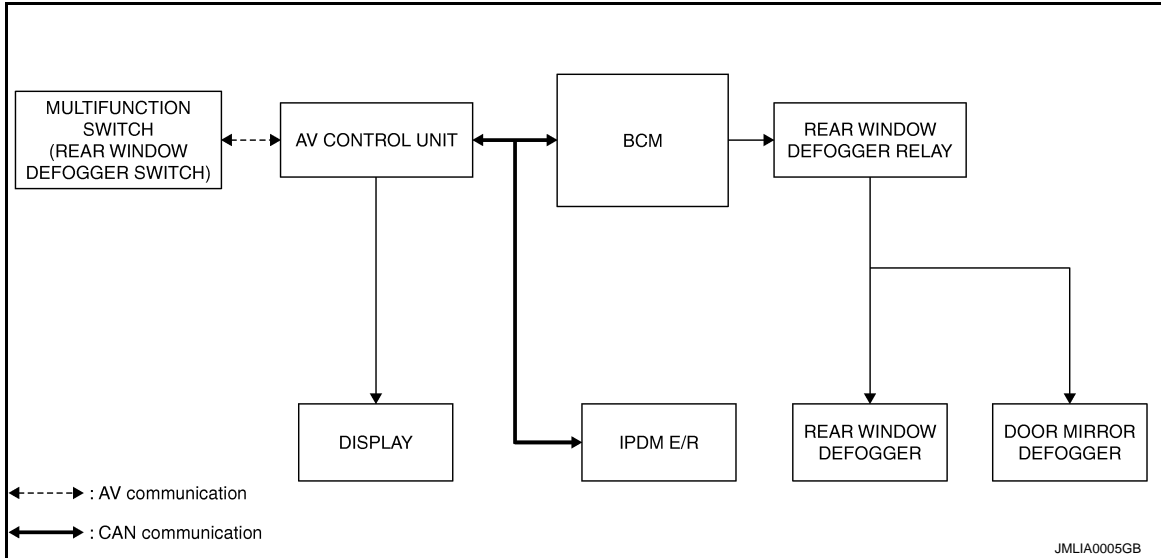 MULTIFUNCTION
SWITCH
(REAR WINDOW
DEFOGGER SWITCH)
AV CONTROL UNIT
BCM
REAR WINDOW
DEFOGGER RELAY
DISPLAY
IPDM E/R
REAR WINDOW
DEFOGGER
DOOR MIRROR
DEFOGGER
: AV communication
: CAN communication
JMLIA0005GB